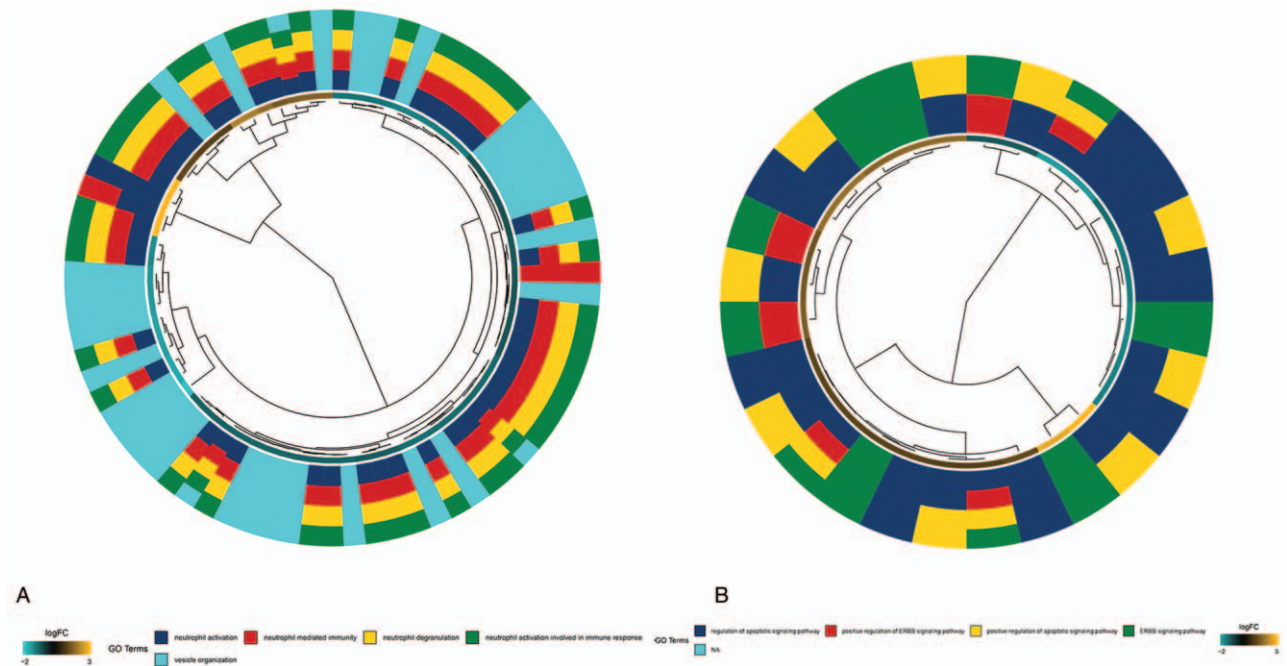 A
B
logFC
-2 3
GO Terms
neutrophil activation neutrophil mediated immunity neutrophil degranulation neutrophil activation involved in immune response
vesicle organization
GO Terms
regulation of apoptotic signaling pathway positive regulation of ERBB signaling pathway positive regulation of apoptotic signaling pathway ERBB signaling pathway
NA
logFC
-2 3